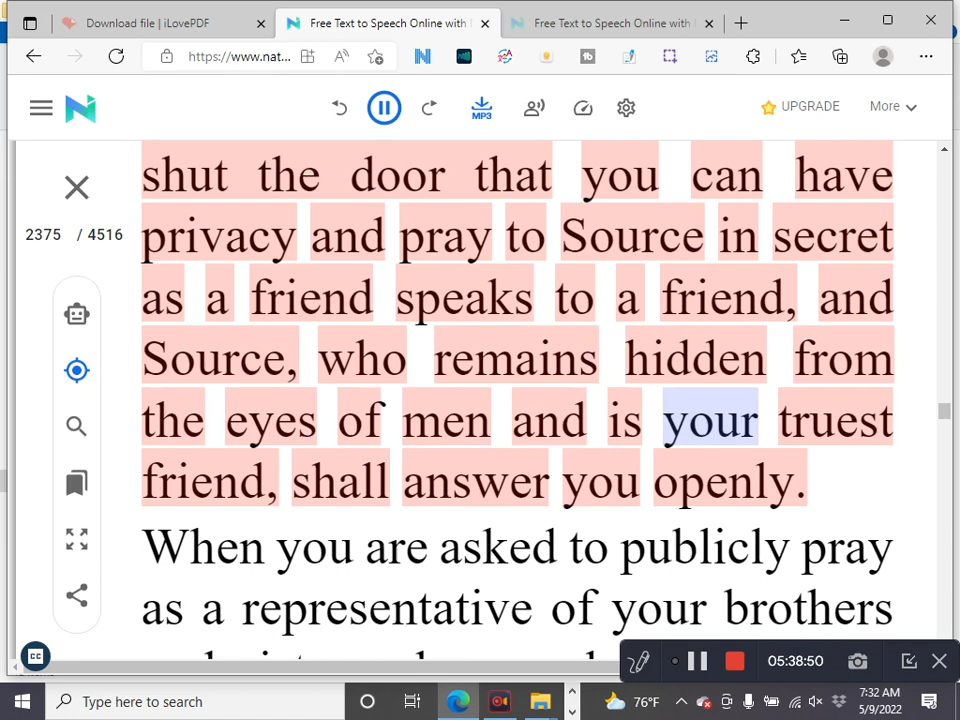 Download file | iLovePDF
Free Text to Speech Online with
Free Text to Speech Online with
https://www.nat...
MP3
UPGRADE
More
2375 / 4516
shut the door that you can have
privacy and pray to Source in secret
as a friend speaks to a friend, and
Source, who remains hidden from
the eyes of men and is your truest
friend, shall answer you openly.
When you are asked to publicly pray
as a representative of your brothers
CC
05:38:50
Type here to search
76°F
7:32 AM
5/9/2022